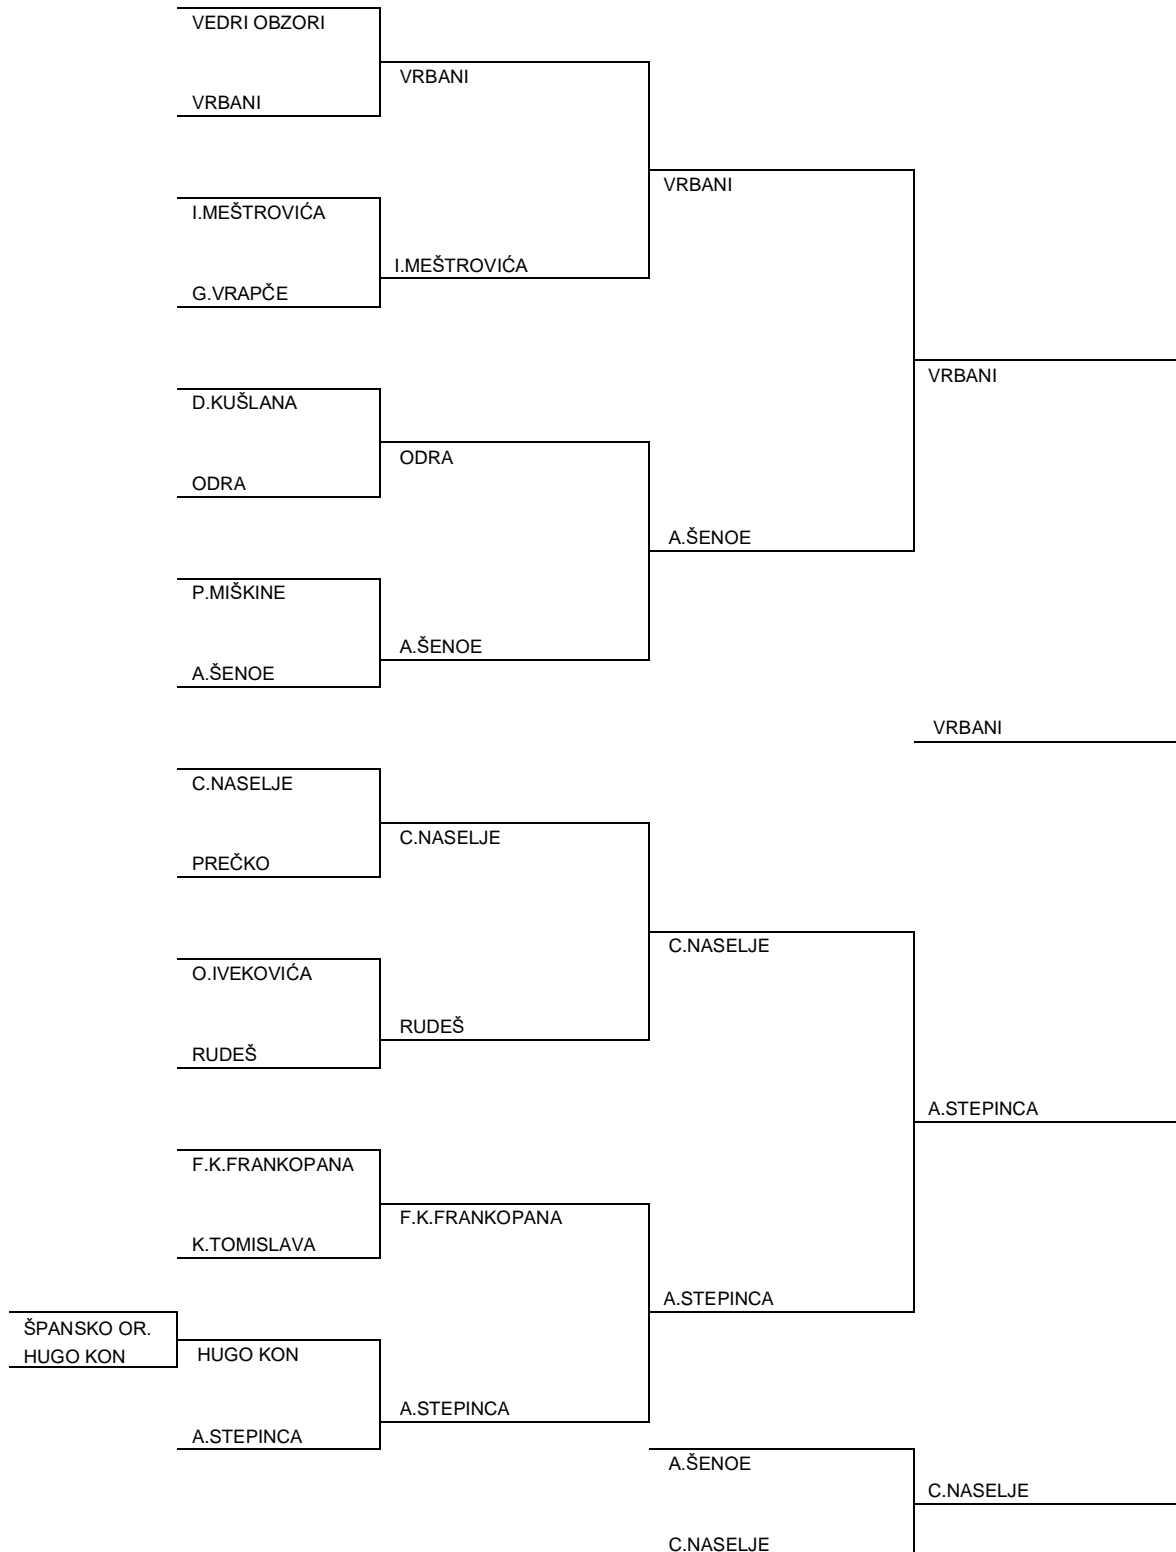 VEDRI OBZORI
VRBANI
VRBANI
VRBANI
I.MEŠTROVIĆA
I.MEŠTROVIĆA
G.VRAPČE
VRBANI
D.KUŠLANA
ODRA
ODRA
A.ŠENOE
P.MIŠKINE
A.ŠENOE
A.ŠENOE
VRBANI
C.NASELJE
C.NASELJE
PREČKO
C.NASELJE
O.IVEKOVIĆA
RUDEŠ
RUDEŠ
A.STEPINCA
F.K.FRANKOPANA
F.K.FRANKOPANA
K.TOMISLAVA
A.STEPINCA
ŠPANSKO OR.
HUGO KON
HUGO KON
A.STEPINCA
A.STEPINCA
A.ŠENOE
C.NASELJE
C.NASELJE